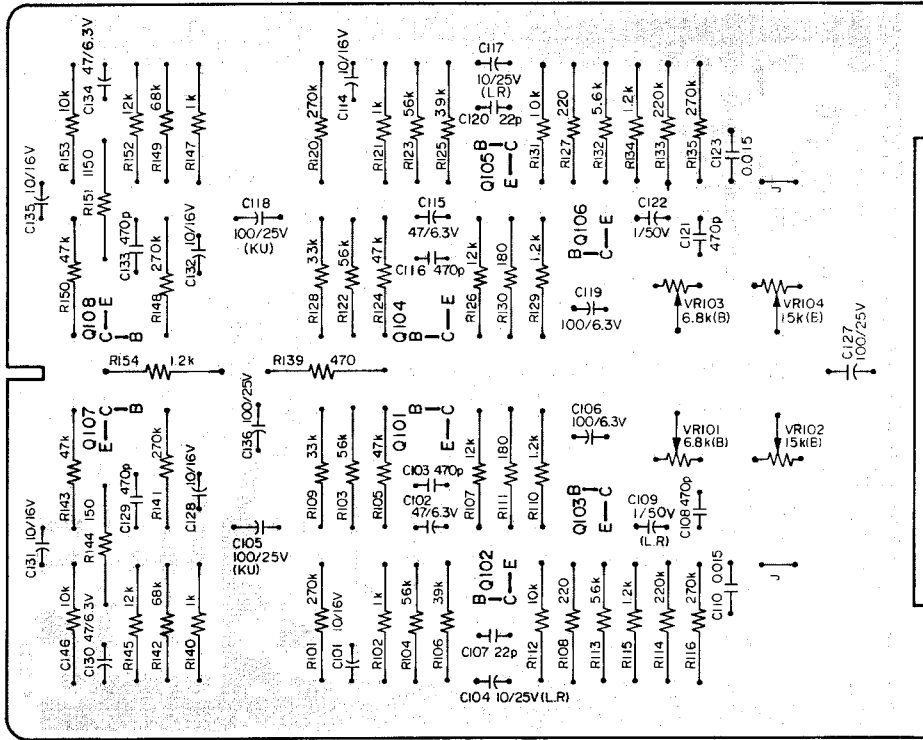 C117
10/25V
(L.R)
C120 22p
47/6.3V
C134
10k
R153
12k
R152
68k
R149
1k
R147
270k
R120
10/16V
C114
1k
R121
56k
R123
39k
R125
Q105
B
C
E
10k
R131
220
R127
5.6k
R132
1.2k
R134
220k
R133
270k
R135
C123
0.015
J
C135 10/16V
R151 1150
47k
R150
470p
C133
270k
R148
10/16V
C132
C118
100/25V
(KU)
33k
R128
56k
R122
47k
R124
C115
47/6.3V
C116 470p
12k
R126
180
R130
1.2k
R129
B Q106
C E
C122
1/50V
C121
470p
C119
100/6.3V
VR103
6.8k(B)
VR104
15k(B)
Q108
E
C B
Q104
E
B C
R154 1.2k
R139 470
C127
100/25V
Q107
C B
E
C136 100/25V
Q101
B C
E
C106
100/6.3V
VR101
6.8k(B)
VR102
15k(B)
47k
R143
150
R144
470p
C129
270k
R141
10/16V
C128
33k
R109
56k
R103
47k
R105
C103 470p
C102
47/6.3V
12k
R107
180
R111
1.2k
R110
Q103 B
E C
C109
1/50V
(L.R)
C108 470p
C131 10/16V
C105
100/25V
(KU)
Q102
B C
E
10k
C146
C130 47/6.3V
12k
R145
68k
R142
1k
R140
270k
R101
10/16V
C101
1k
R102
56k
R104
39k
R106
C107 22p
C104 10/25V(L.R)
10k
R112
220
R108
5.6k
R113
1.2k
R115
220k
R114
270k
R116
C110 0.015
J